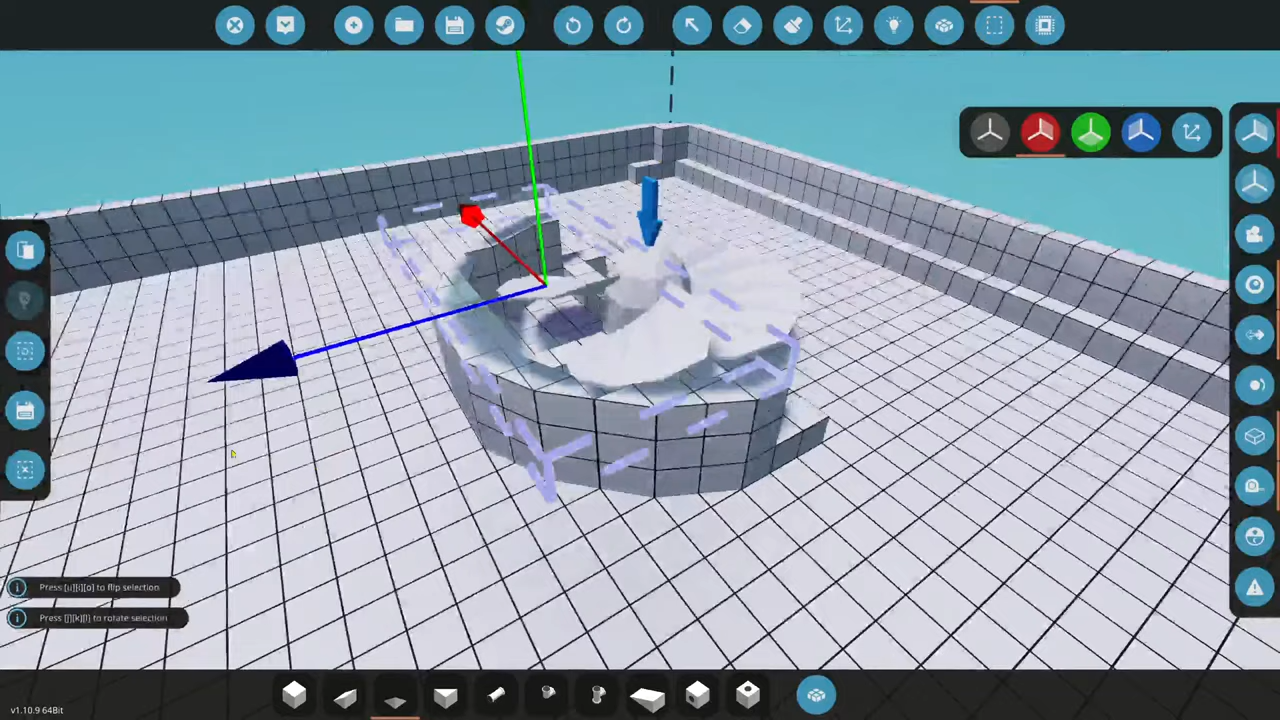 Press [u][i][o] to flip selection
Press [j][k][l] to rotate selection
v1.10.9 64Bit